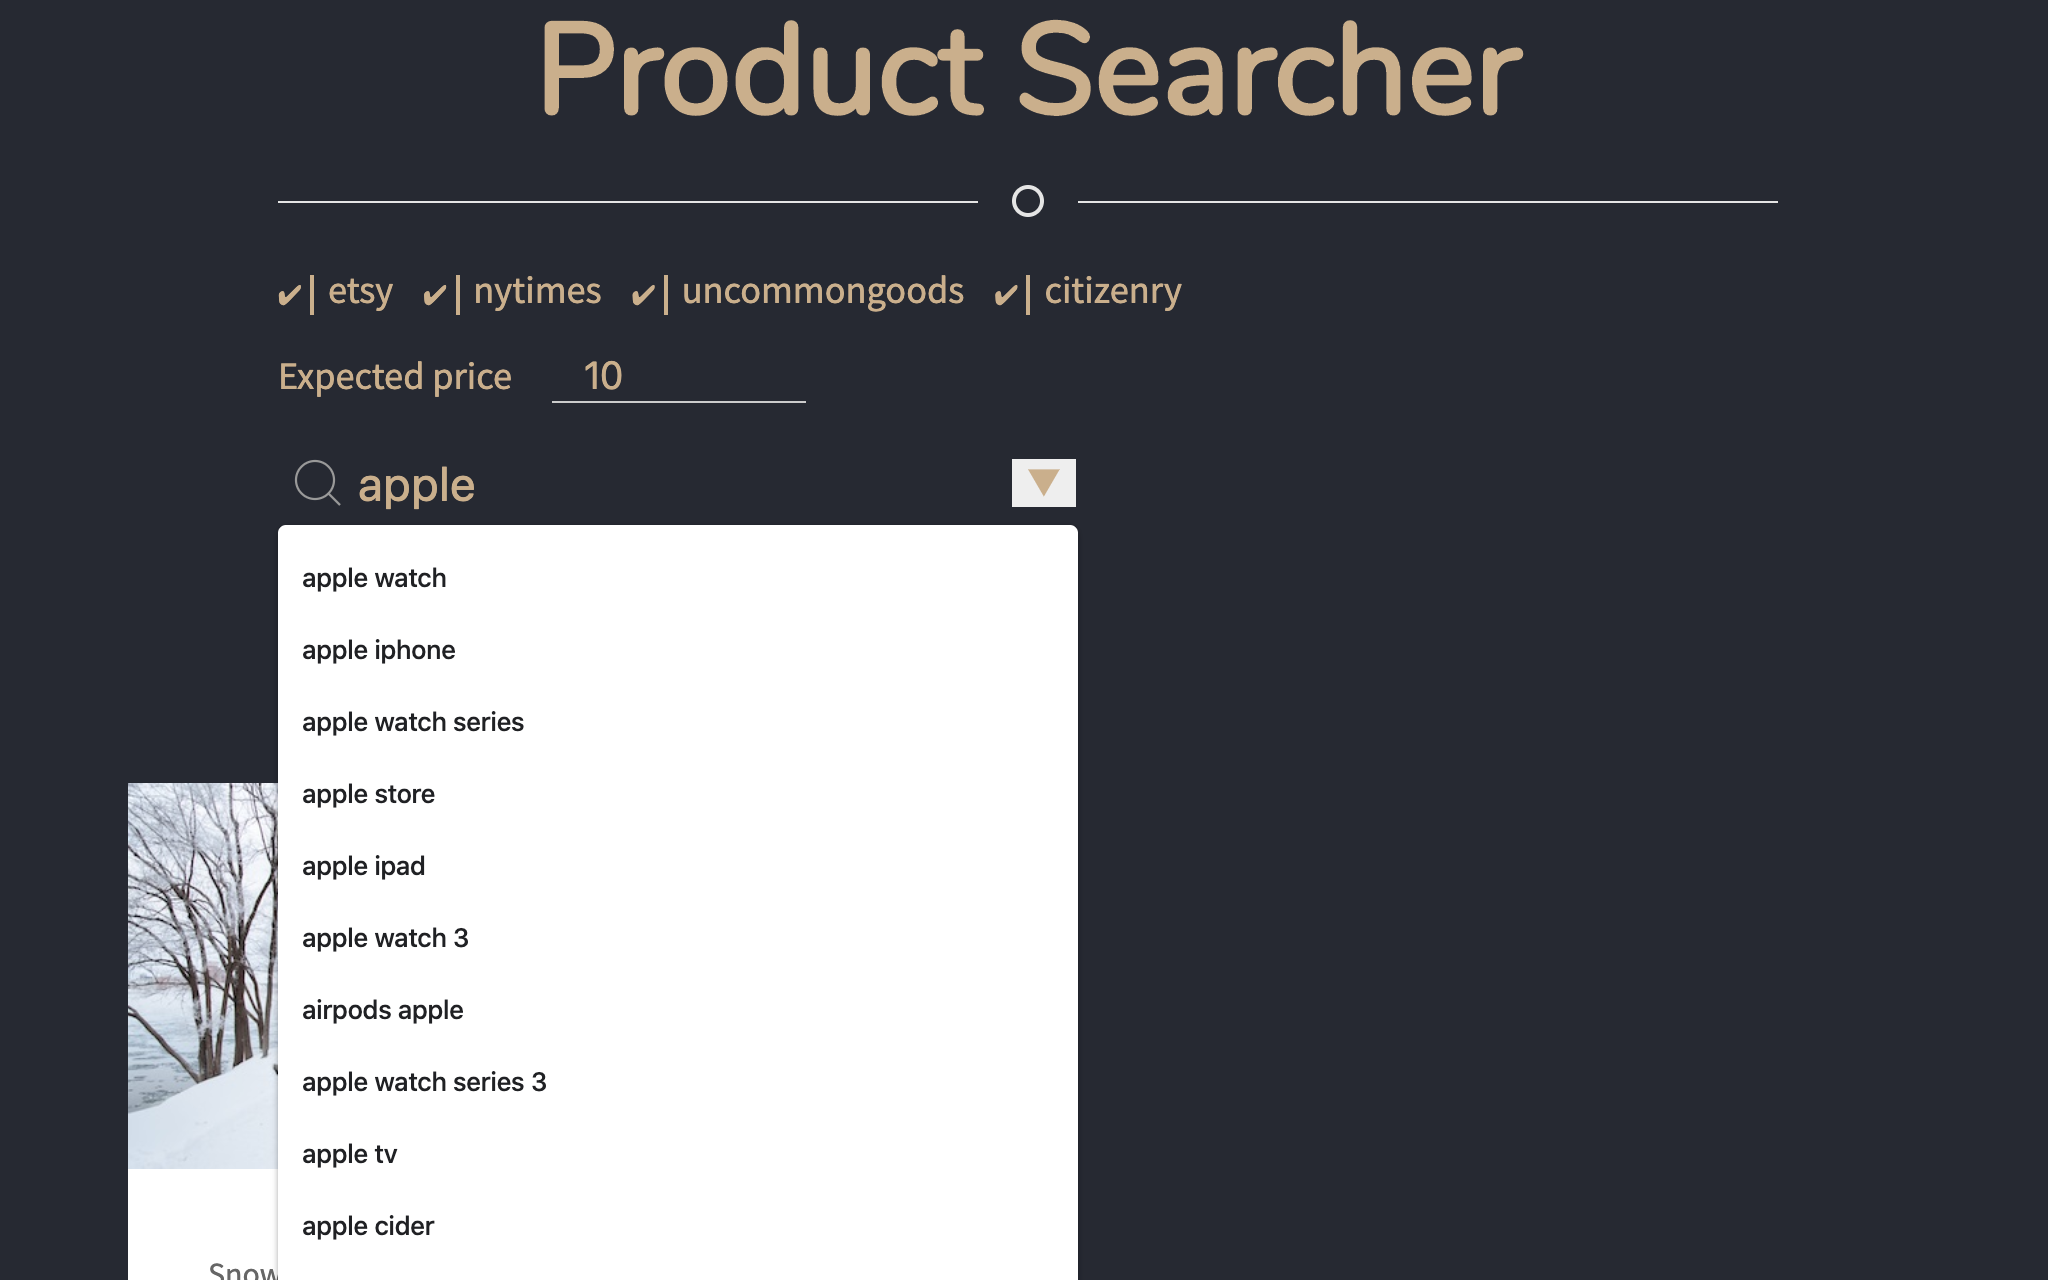 Product Searcher
✔| etsy ✔| nytimes ✔| uncommongoods ✔| citizenry
Expected price 10
apple
apple watch
apple iphone
apple watch series
apple store
apple ipad
apple watch 3
airpods apple
apple watch series 3
apple tv
apple cider
Snow